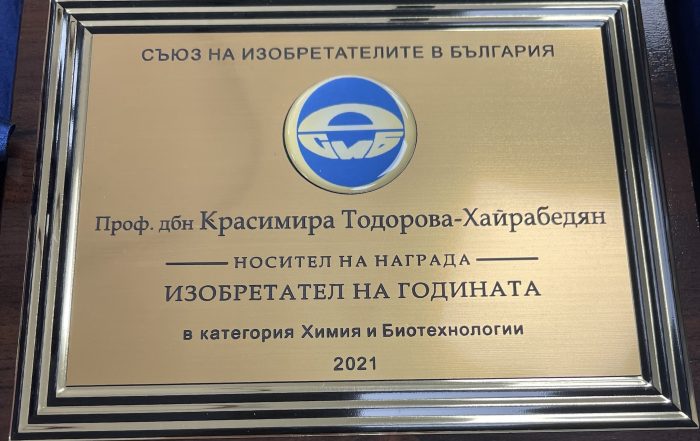 СЪЮЗ НА ИЗОБРЕТАТЕЛИТЕ В БЪЛГАРИЯ
СИБ
Проф. дбн Красимира Тодорова-Хайрабедян
НОСИТЕЛ НА НАГРАДА
ИЗОБРЕТАТЕЛ НА ГОДИНАТА
в категория Химия и Биотехнологии
2021